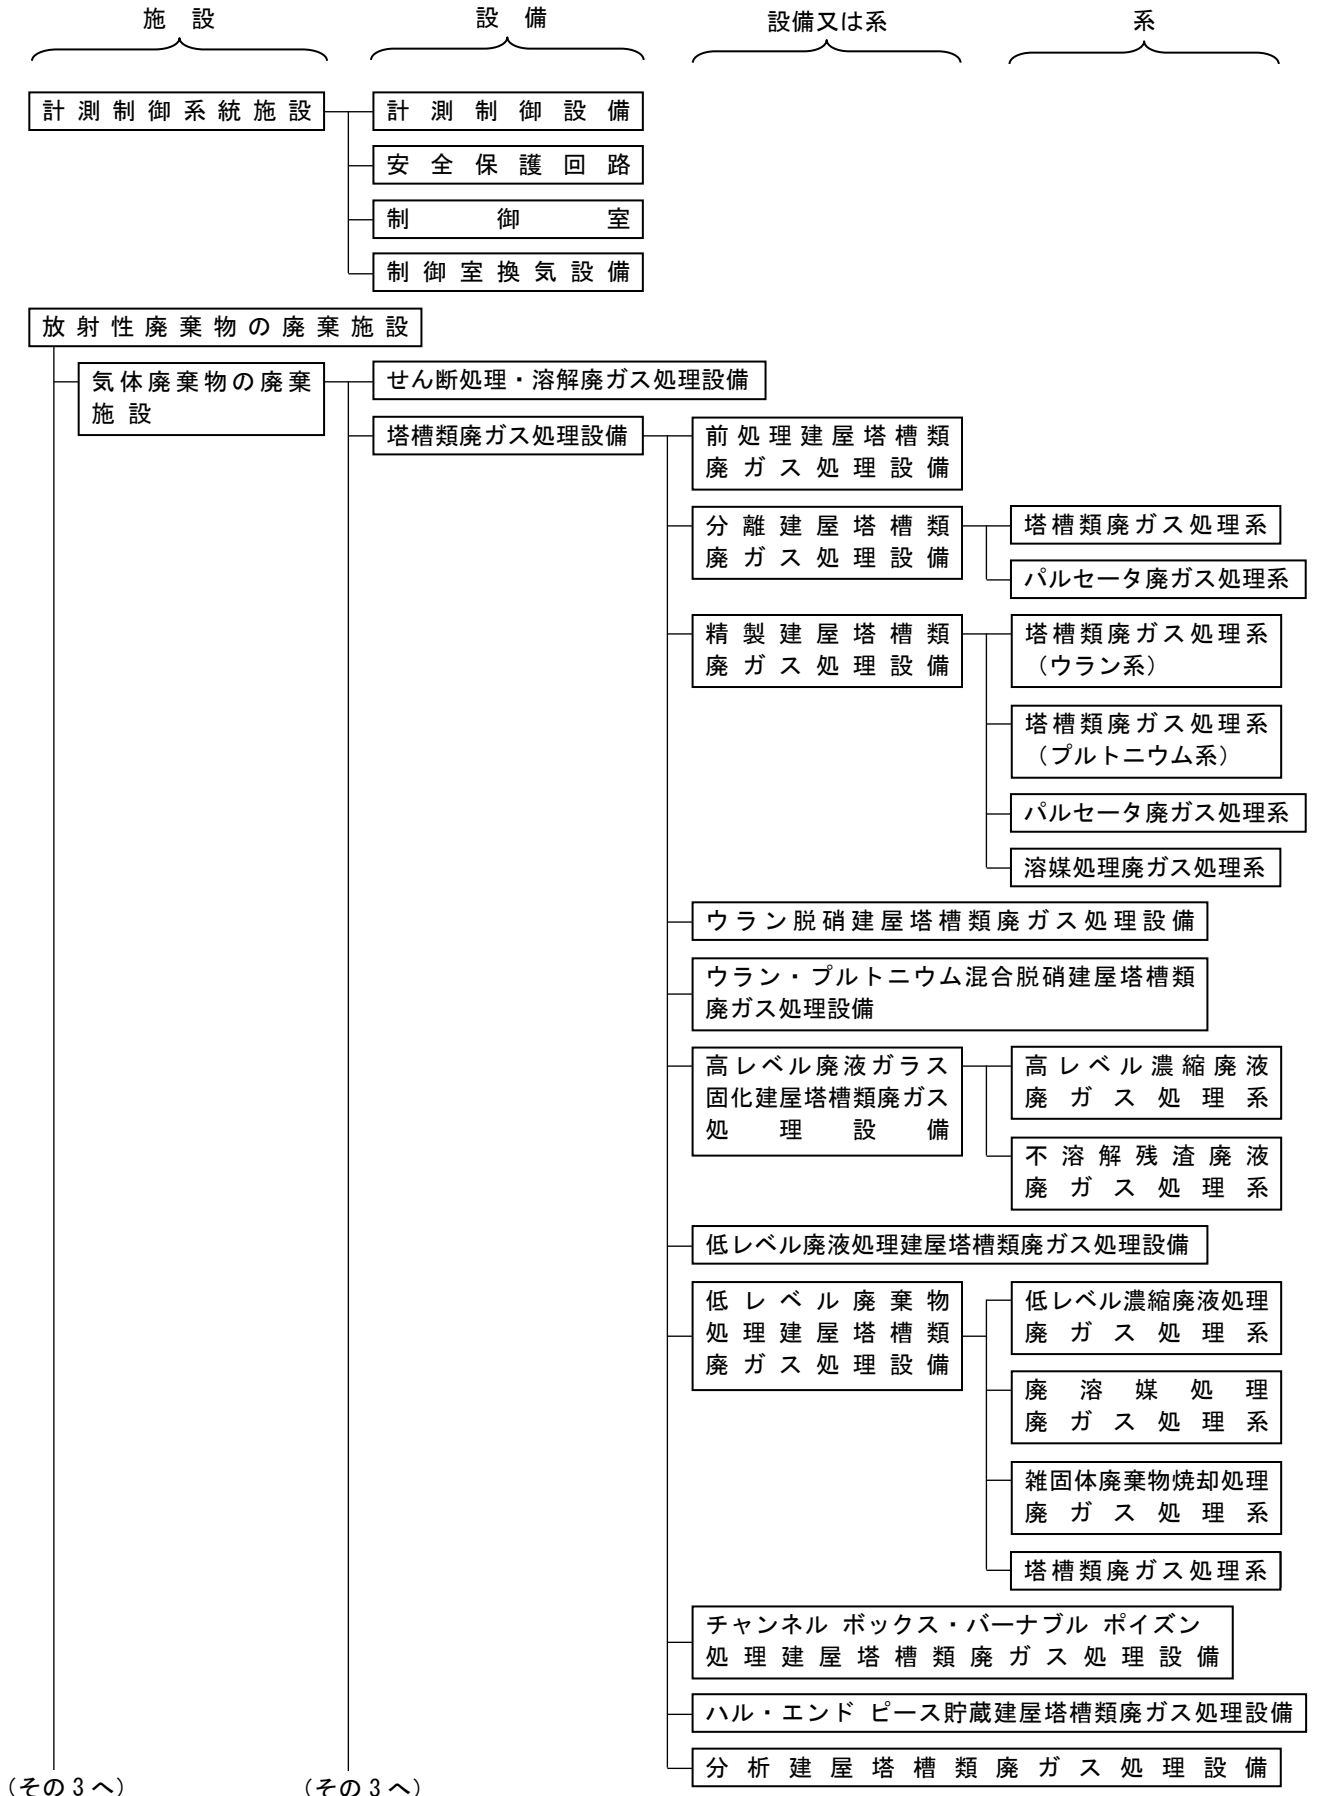 施設
設備
設備又は系
系
計測制御系統施設
計測制御設備
安全保護回路
制御室
制御室換気設備
放射性廃棄物の廃棄施設
気体廃棄物の廃棄
施設
せん断処理・溶解廃ガス処理設備
塔槽類廃ガス処理設備
前処理建屋塔槽類
廃ガス処理設備
分離建屋塔槽類
廃ガス処理設備
塔槽類廃ガス処理系
パルセータ廃ガス処理系
精製建屋塔槽類
廃ガス処理設備
塔槽類廃ガス処理系
（ウラン系）
塔槽類廃ガス処理系
（プルトニウム系）
パルセータ廃ガス処理系
溶媒処理廃ガス処理系
ウラン脱硝建屋塔槽類廃ガス処理設備
ウラン・プルトニウム混合脱硝建屋塔槽類
廃ガス処理設備
高レベル廃液ガラス
固化建屋塔槽類廃ガス
処理設備
高レベル濃縮廃液
廃ガス処理系
不溶解残渣廃液
廃ガス処理系
低レベル廃液処理建屋塔槽類廃ガス処理設備
低レベル廃棄物
処理建屋塔槽類
廃ガス処理設備
低レベル濃縮廃液処理
廃ガス処理系
廃溶媒処理
廃ガス処理系
雑固体廃棄物焼却処理
廃ガス処理系
塔槽類廃ガス処理系
チャンネル ボックス・バーナブル ポイズン
処理建屋塔槽類廃ガス処理設備
ハル・エンド ピース貯蔵建屋塔槽類廃ガス処理設備
分析建屋塔槽類廃ガス処理設備
（その３へ）
（その３へ）